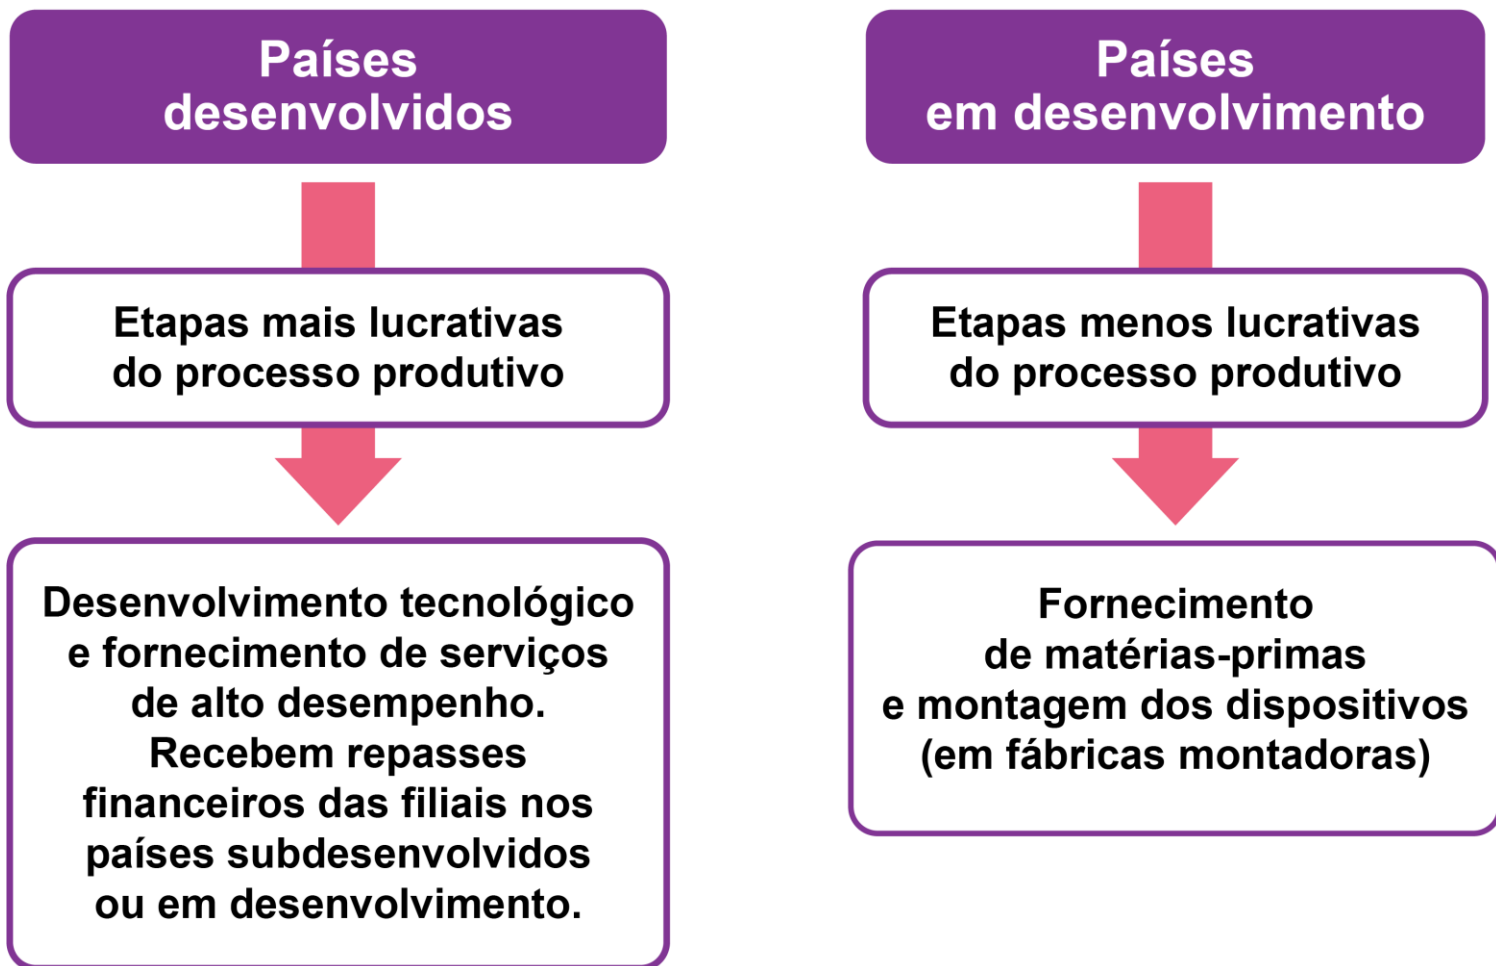 Países
desenvolvidos
Etapas mais lucrativas
do processo produtivo
Desenvolvimento tecnológico
e fornecimento de serviços
de alto desempenho.
Recebem repasses
financeiros das filiais nos
países subdesenvolvidos
ou em desenvolvimento.
Países
em desenvolvimento
Etapas menos lucrativas
do processo produtivo
Fornecimento
de matérias-primas
e montagem dos dispositivos
(em fábricas montadoras)